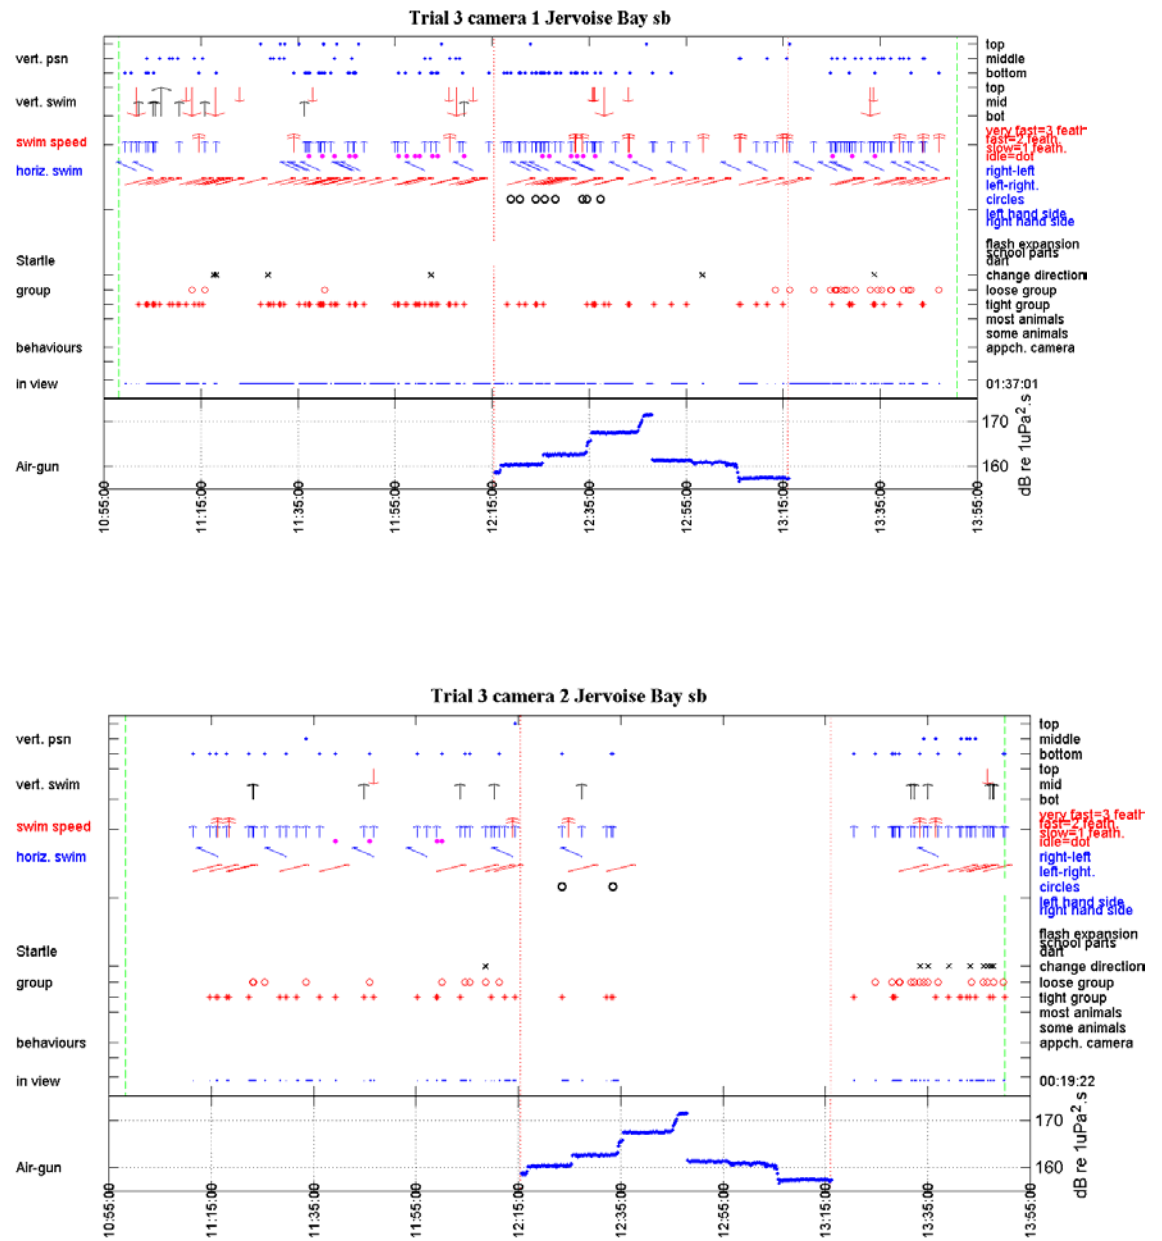 Trial 3 camera 1 Jervoise Bay sb
top
vert. psn middle
bottom
top
vert. swim mid
bot
very fast=3 feath
swim speed fast=2 feath.
slow=1 feath.
idle=dot
horiz. swim right-left
left-right.
circles
left hand side
right hand side
flash expansion
school parts
Startle dart
change direction
group loose group
tight group
most animals
some animals
behaviours appch. camera
in view 01:37:01
170
Air-gun 160
dB re 1uPa².s
10:55:00 11:15:00 11:35:00 11:55:00 12:15:00 12:35:00 12:55:00 13:15:00 13:35:00 13:55:00
Trial 3 camera 2 Jervoise Bay sb
top
vert. psn middle
bottom
top
vert. swim mid
bot
very fast=3 feath
swim speed fast=2 feath.
slow=1 feath.
idle=dot
horiz. swim right-left
left-right.
circles
left hand side
right hand side
flash expansion
school parts
Startle dart
change direction
group loose group
tight group
most animals
some animals
behaviours appch. camera
in view 00:19:22
170
Air-gun 160
dB re 1uPa².s
10:55:00 11:15:00 11:35:00 11:55:00 12:15:00 12:35:00 12:55:00 13:15:00 13:35:00 13:55:00